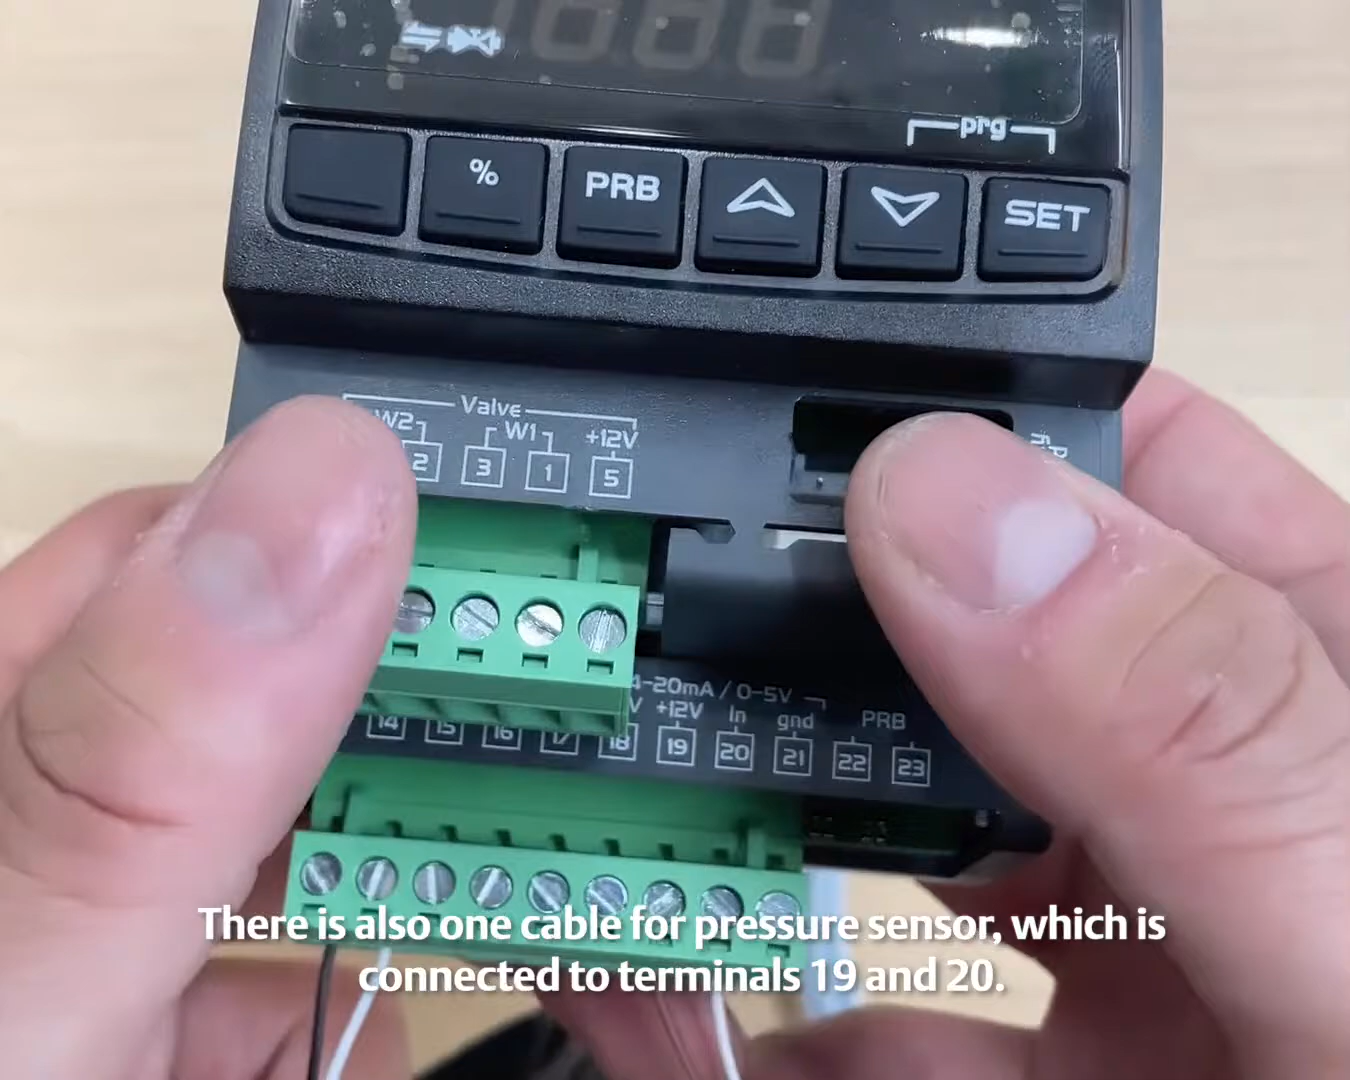 prg
% PRB SET
Valve
W2 W1 +12V
2 3 1 5
4-20mA / 0-5V
V +12V In gnd PRB
14 15 16 17 18 19 20 21 22 23
There is also one cable for pressure sensor, which is
connected to terminals 19 and 20.